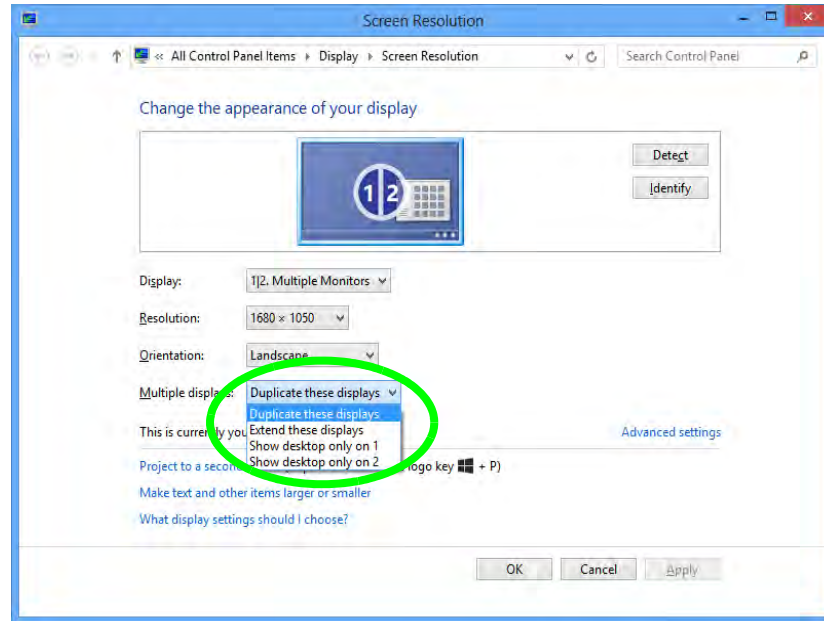 Screen Resolution
« All Control Panel Items Display Screen Resolution Search Control Panel
Change the appearance of your display
1 2
Detect
Identify
Display: 1|2. Multiple Monitors
Resolution: 1680 × 1050
Orientation: Landscape
Multiple displays: Duplicate these displays
Duplicate these displays
Extend these displays
Show desktop only on 1
Show desktop only on 2
This is currently you
Advanced settings
Project to a secon logo key + P)
Make text and other items larger or smaller
What display settings should I choose?
OK Cancel Apply